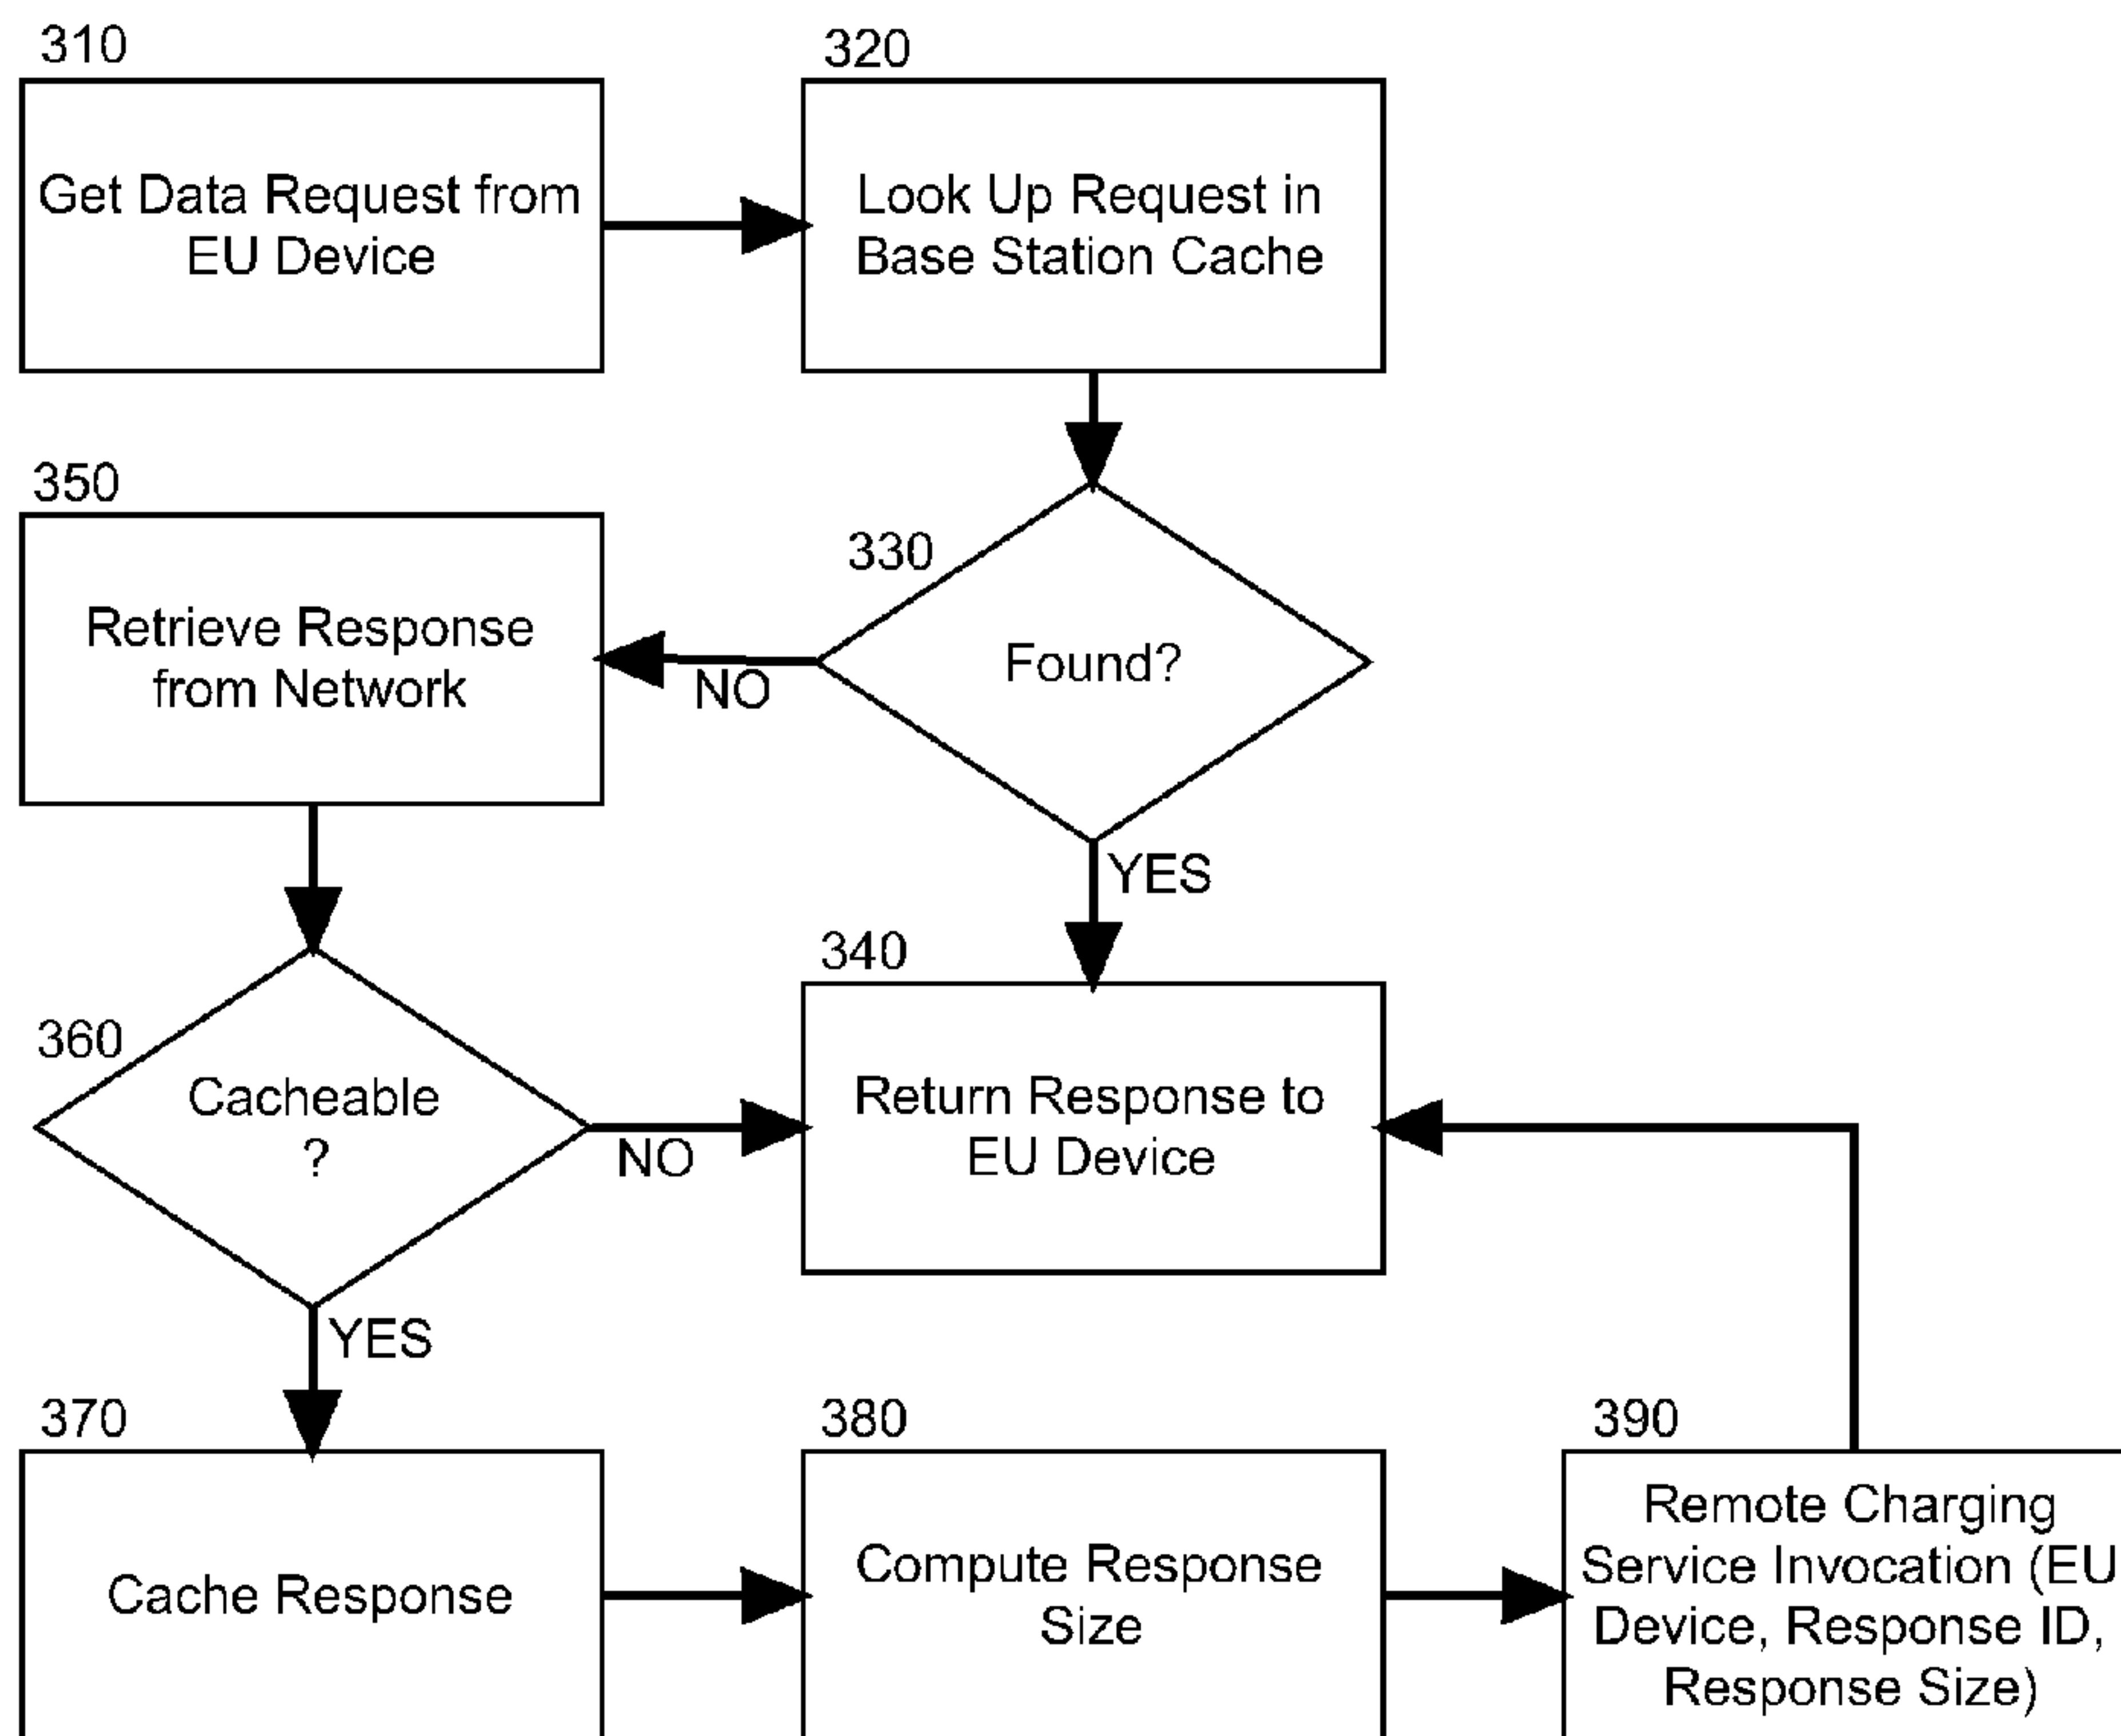 310
Get Data Request from
EU Device
320
Look Up Request in
Base Station Cache
350
Retrieve Response
from Network
330
Found?
NO
YES
360
Cacheable
?
NO
340
Return Response to
EU Device
YES
370
Cache Response
380
Compute Response
Size
390
Remote Charging
Service Invocation (EU
Device, Response ID,
Response Size)